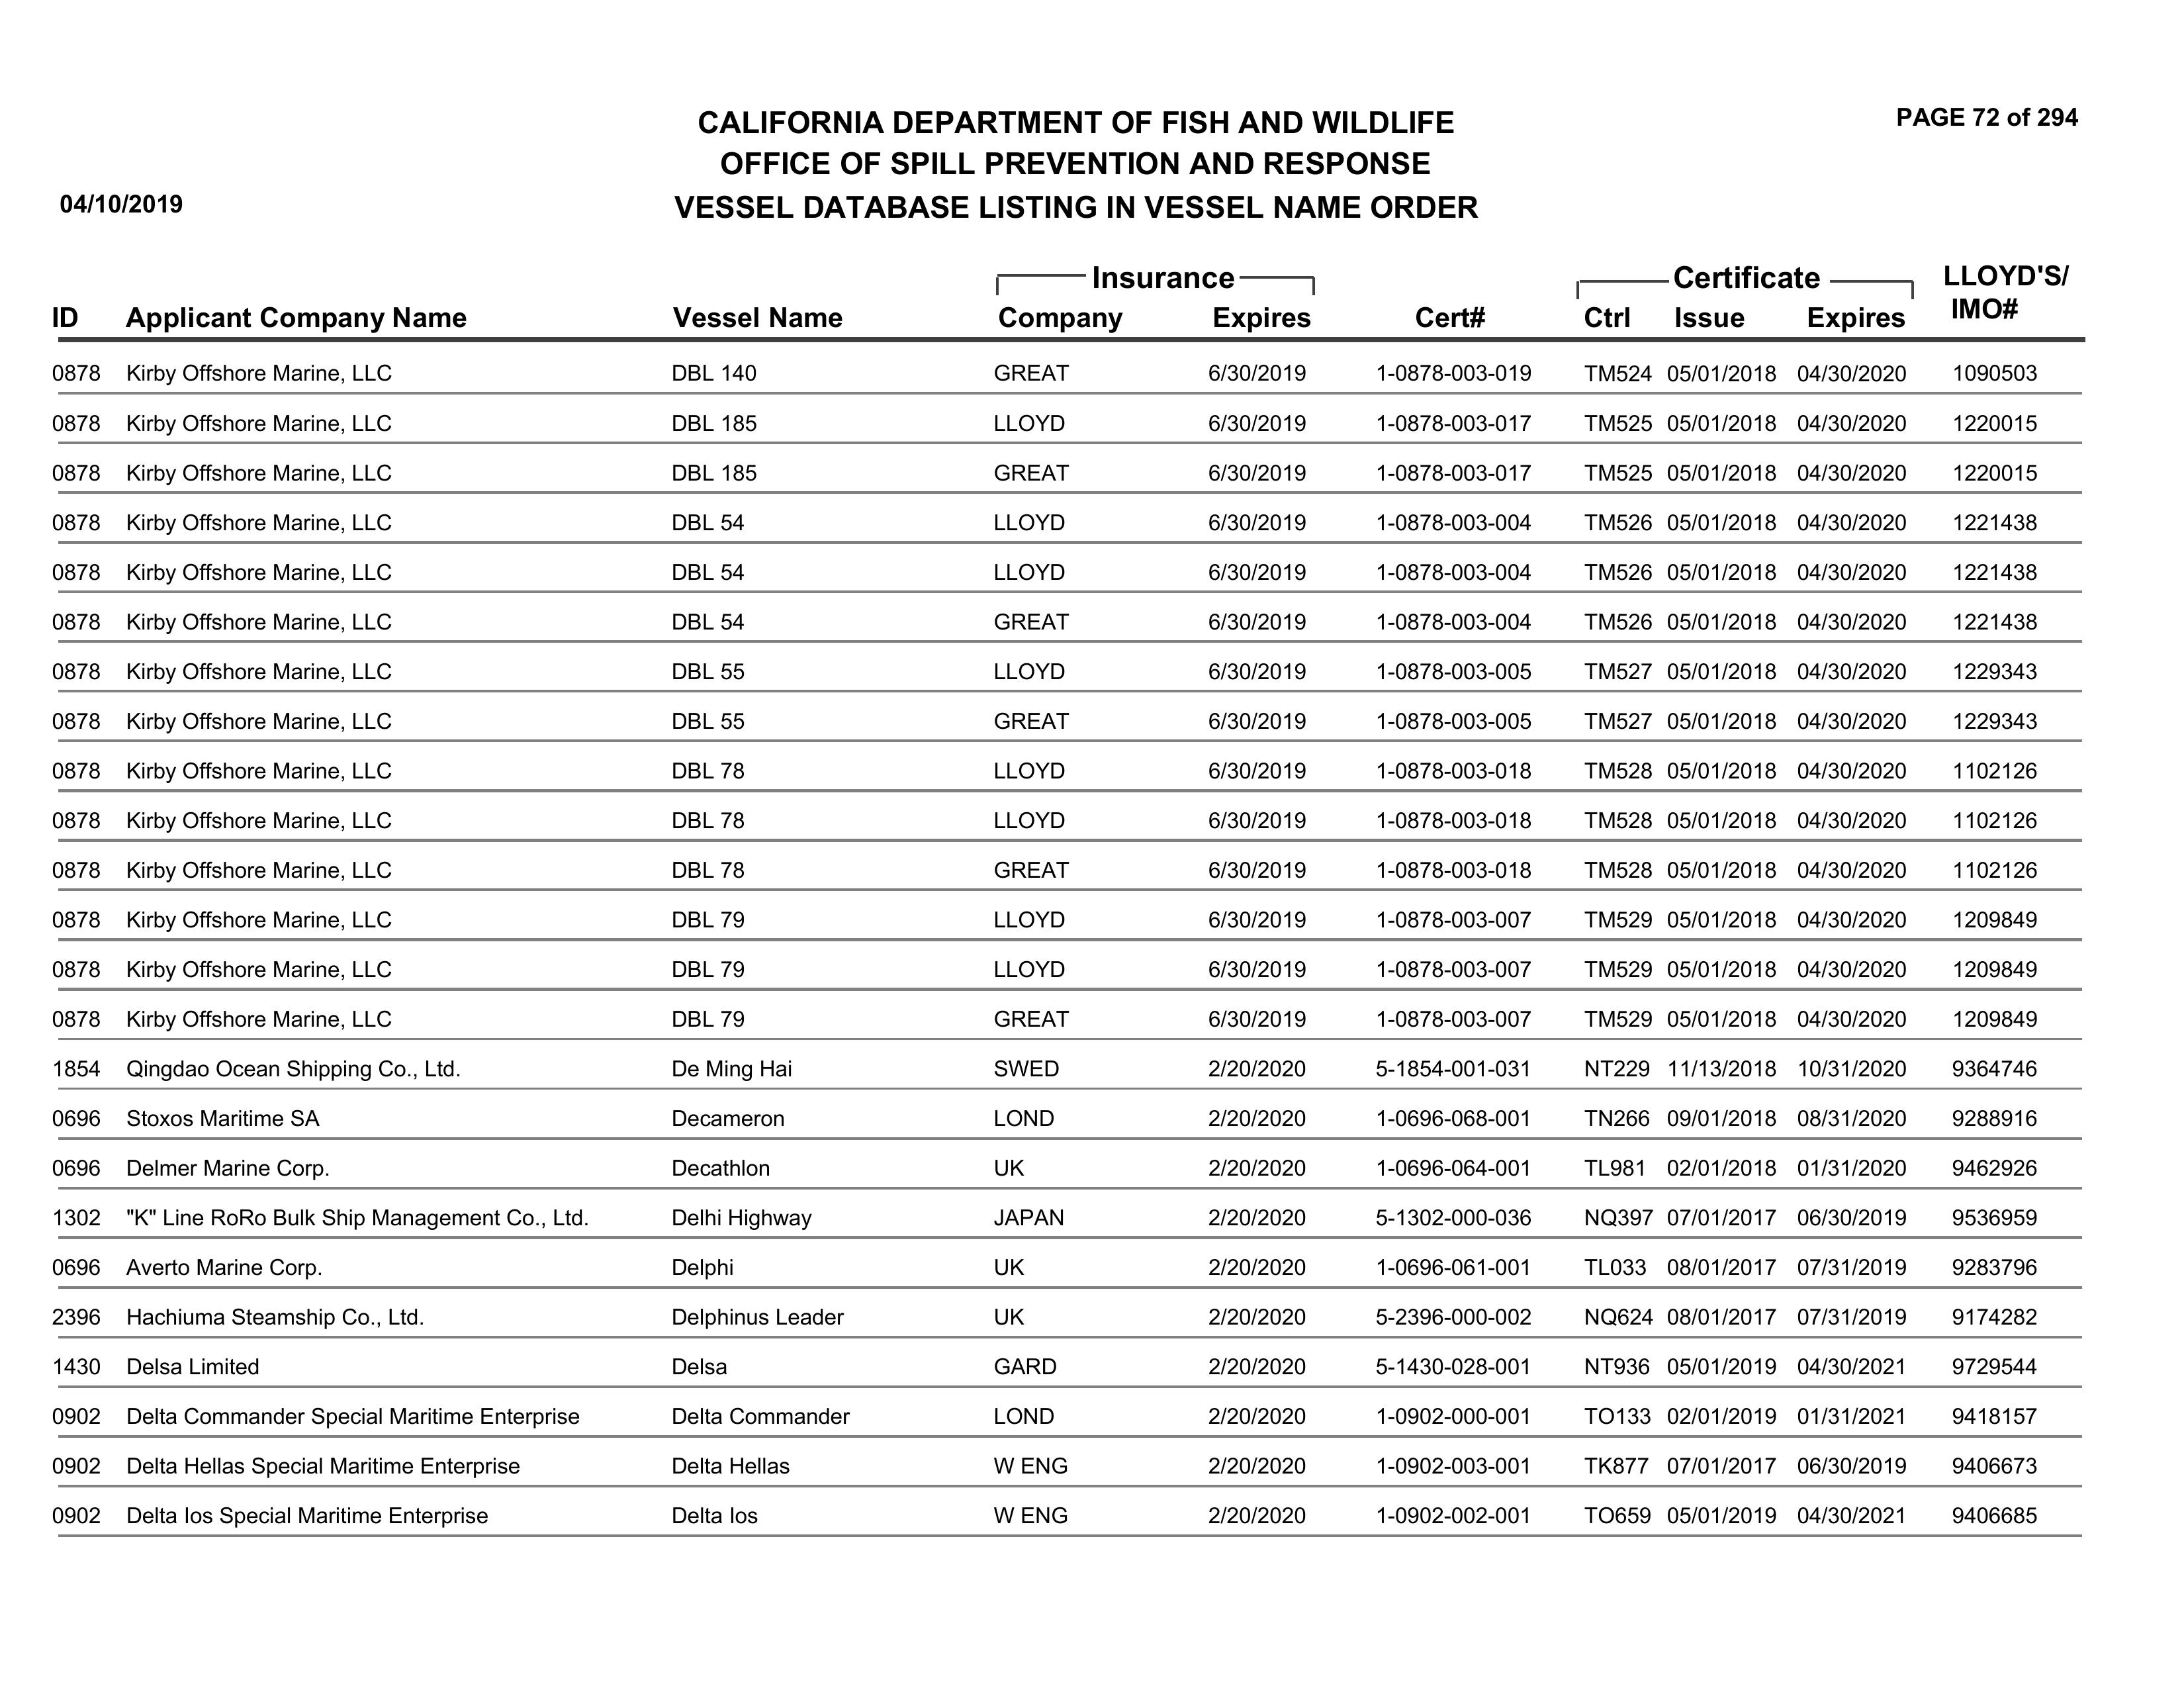 PAGE 72 of 294
CALIFORNIA DEPARTMENT OF FISH AND WILDLIFE
OFFICE OF SPILL PREVENTION AND RESPONSE
04/10/2019 VESSEL DATABASE LISTING IN VESSEL NAME ORDER
Insurance Certificate LLOYD'S/
ID Applicant Company Name Vessel Name Company Expires Cert# Ctrl Issue Expires IMO#
0878 Kirby Offshore Marine, LLC DBL 140 GREAT 6/30/2019 1-0878-003-019 TM524 05/01/2018 04/30/2020 1090503
0878 Kirby Offshore Marine, LLC DBL 185 LLOYD 6/30/2019 1-0878-003-017 TM525 05/01/2018 04/30/2020 1220015
0878 Kirby Offshore Marine, LLC DBL 185 GREAT 6/30/2019 1-0878-003-017 TM525 05/01/2018 04/30/2020 1220015
0878 Kirby Offshore Marine, LLC DBL 54 LLOYD 6/30/2019 1-0878-003-004 TM526 05/01/2018 04/30/2020 1221438
0878 Kirby Offshore Marine, LLC DBL 54 LLOYD 6/30/2019 1-0878-003-004 TM526 05/01/2018 04/30/2020 1221438
0878 Kirby Offshore Marine, LLC DBL 54 GREAT 6/30/2019 1-0878-003-004 TM526 05/01/2018 04/30/2020 1221438
0878 Kirby Offshore Marine, LLC DBL 55 LLOYD 6/30/2019 1-0878-003-005 TM527 05/01/2018 04/30/2020 1229343
0878 Kirby Offshore Marine, LLC DBL 55 GREAT 6/30/2019 1-0878-003-005 TM527 05/01/2018 04/30/2020 1229343
0878 Kirby Offshore Marine, LLC DBL 78 LLOYD 6/30/2019 1-0878-003-018 TM528 05/01/2018 04/30/2020 1102126
0878 Kirby Offshore Marine, LLC DBL 78 LLOYD 6/30/2019 1-0878-003-018 TM528 05/01/2018 04/30/2020 1102126
0878 Kirby Offshore Marine, LLC DBL 78 GREAT 6/30/2019 1-0878-003-018 TM528 05/01/2018 04/30/2020 1102126
0878 Kirby Offshore Marine, LLC DBL 79 LLOYD 6/30/2019 1-0878-003-007 TM529 05/01/2018 04/30/2020 1209849
0878 Kirby Offshore Marine, LLC DBL 79 LLOYD 6/30/2019 1-0878-003-007 TM529 05/01/2018 04/30/2020 1209849
0878 Kirby Offshore Marine, LLC DBL 79 GREAT 6/30/2019 1-0878-003-007 TM529 05/01/2018 04/30/2020 1209849
1854 Qingdao Ocean Shipping Co., Ltd. De Ming Hai SWED 2/20/2020 5-1854-001-031 NT229 11/13/2018 10/31/2020 9364746
0696 Stoxos Maritime SA Decameron LOND 2/20/2020 1-0696-068-001 TN266 09/01/2018 08/31/2020 9288916
0696 Delmer Marine Corp. Decathlon UK 2/20/2020 1-0696-064-001 TL981 02/01/2018 01/31/2020 9462926
1302 "K" Line RoRo Bulk Ship Management Co., Ltd. Delhi Highway JAPAN 2/20/2020 5-1302-000-036 NQ397 07/01/2017 06/30/2019 9536959
0696 Averto Marine Corp. Delphi UK 2/20/2020 1-0696-061-001 TL033 08/01/2017 07/31/2019 9283796
2396 Hachiuma Steamship Co., Ltd. Delphinus Leader UK 2/20/2020 5-2396-000-002 NQ624 08/01/2017 07/31/2019 9174282
1430 Delsa Limited Delsa GARD 2/20/2020 5-1430-028-001 NT936 05/01/2019 04/30/2021 9729544
0902 Delta Commander Special Maritime Enterprise Delta Commander LOND 2/20/2020 1-0902-000-001 TO133 02/01/2019 01/31/2021 9418157
0902 Delta Hellas Special Maritime Enterprise Delta Hellas W ENG 2/20/2020 1-0902-003-001 TK877 07/01/2017 06/30/2019 9406673
0902 Delta Ios Special Maritime Enterprise Delta Ios W ENG 2/20/2020 1-0902-002-001 TO659 05/01/2019 04/30/2021 9406685